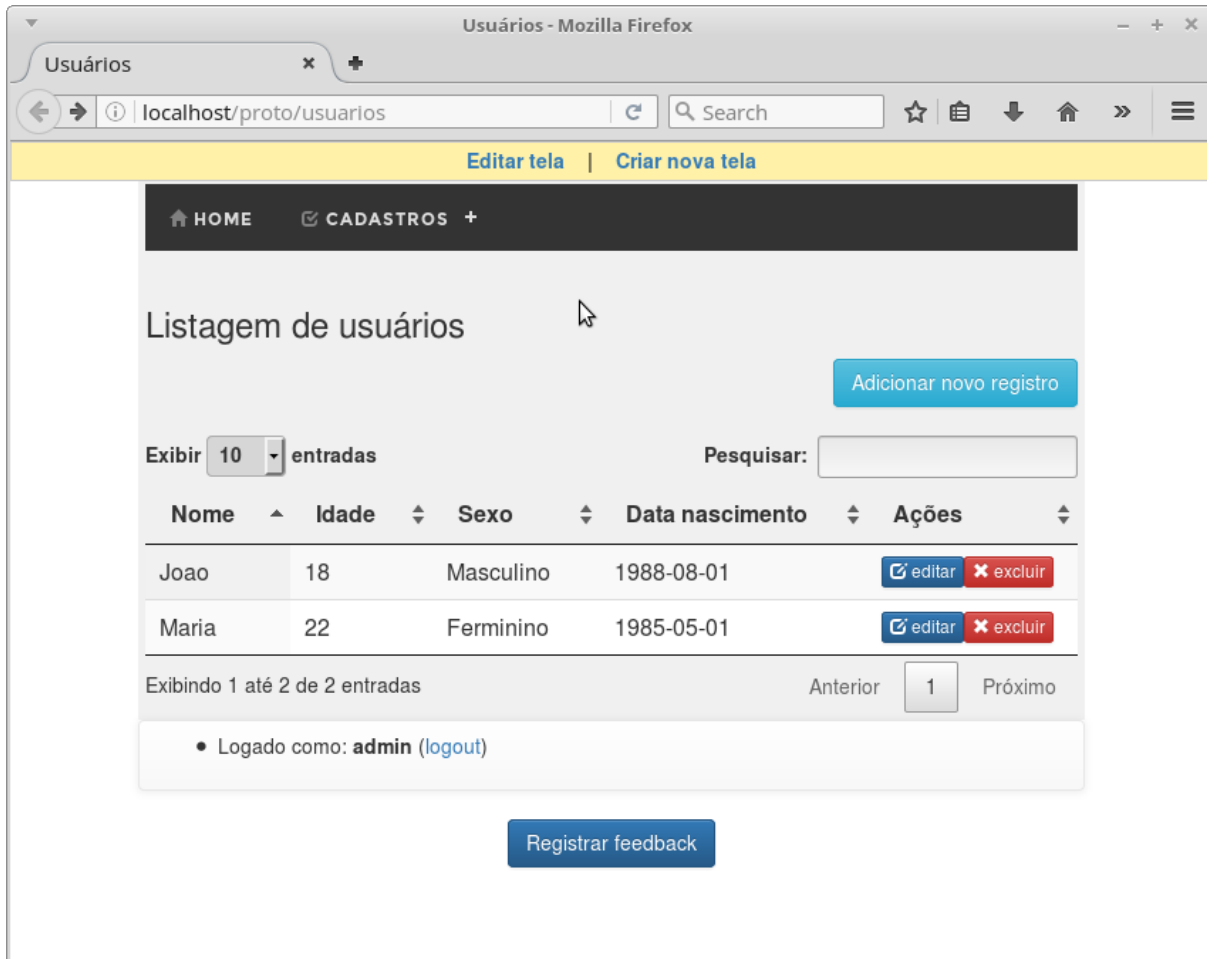 Usuários - Mozilla Firefox
Usuários
localhost/proto/usuarios
Search
Editar tela | Criar nova tela
HOME CADASTROS +
Listagem de usuários
Adicionar novo registro
Exibir 10 entradas Pesquisar:
Nome Idade Sexo Data nascimento Ações
Joao 18 Masculino 1988-08-01 editar excluir
Maria 22 Ferminino 1985-05-01 editar excluir
Exibindo 1 até 2 de 2 entradas Anterior 1 Próximo
Logado como: admin (logout)
Registrar feedback